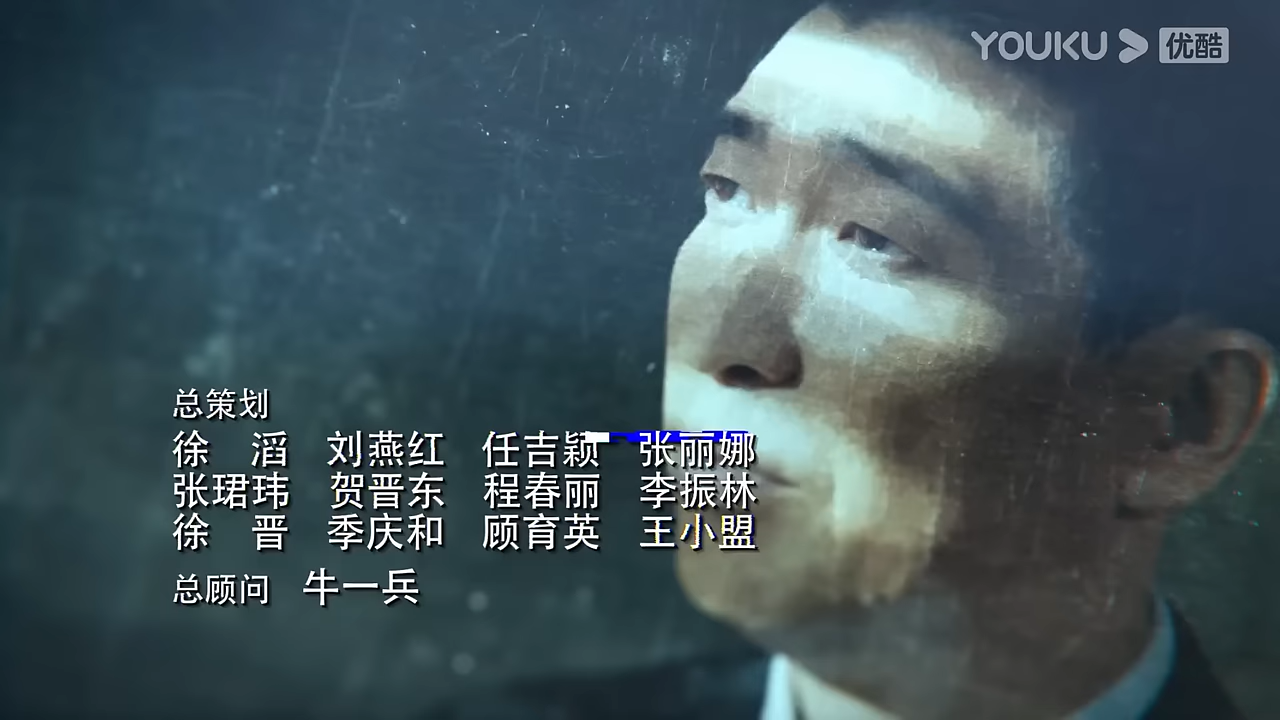 YOUKU 优酷
总策划
徐 滔 刘燕红 任吉颖 张丽娜
张珺玮 贺晋东 程春丽 李振林
徐 晋 季庆和 顾育英 王小盟
总顾问 牛一兵